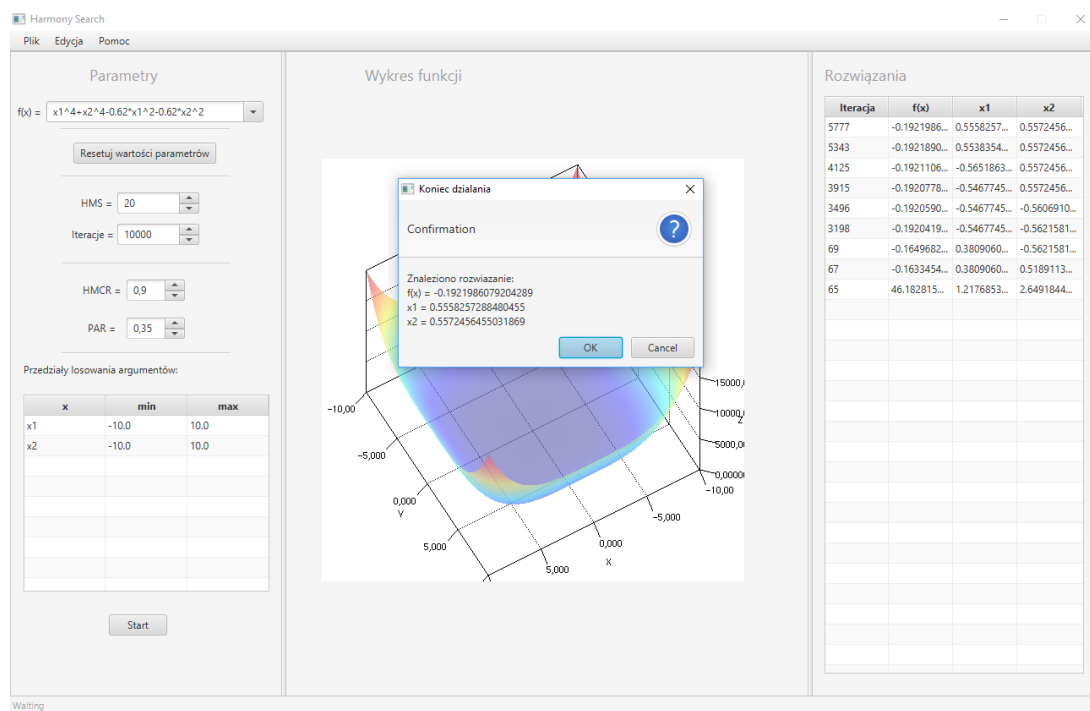 Harmony Search
Plik Edycja Pomoc
Parametry
f(x) = x1^4+x2^4-0.62*x1^2-0.62*x2^2
Resetuj wartości parametrów
HMS = 20
Iteracje = 10000
HMCR = 0,9
PAR = 0,35
Przedziały losowania argumentów:
x min max
x1 -10.0 10.0
x2 -10.0 10.0
Start
Waiting
Wykres funkcji
Koniec dzialania
Confirmation
?
Znaleziono rozwiazanie:
f(x) = -0.1921986079204289
x1 = 0.5558257288480455
x2 = 0.5572456455031869
OK Cancel
-10,00
-5,000
0,000
Y
5,000
15000,0
10000,0
Z
5000,0
0,00000
-10,00
-5,000
0,000
X
5,000
Rozwiązania
Iteracja f(x) x1 x2
5777 -0.1921986... 0.5558257... 0.5572456...
5343 -0.1921890... 0.5538354... 0.5572456...
4125 -0.1921106... -0.5651863... 0.5572456...
3915 -0.1920778... -0.5467745... 0.5572456...
3496 -0.1920590... -0.5467745... -0.5606910...
3198 -0.1920419... -0.5467745... -0.5621581...
69 -0.1649682... 0.3809060... -0.5621581...
67 -0.1633454... 0.3809060... 0.5189113...
65 46.182815... 1.2176853... 2.6491844...